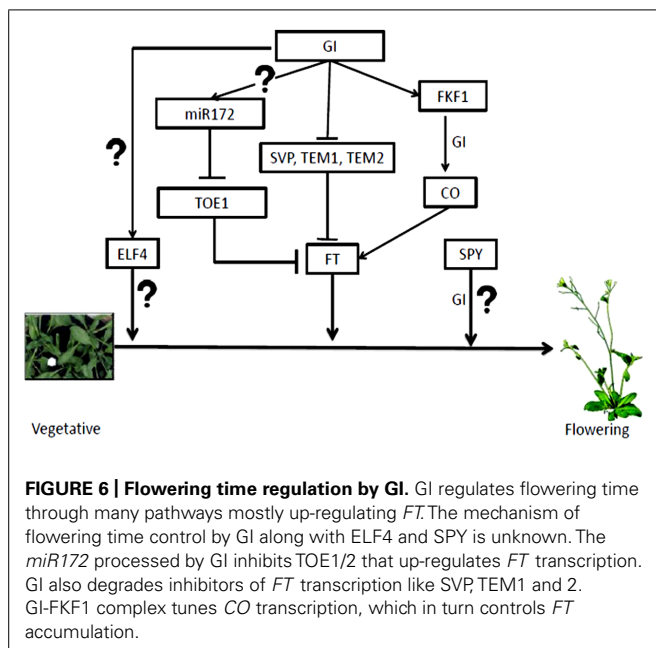 GI
?
?
miR172
FKF1
GI
SVP, TEM1, TEM2
TOE1
CO
ELF4
FT
SPY
?
GI ?
Vegetative
Flowering
FIGURE 6 | Flowering time regulation by GI. GI regulates flowering time
through many pathways mostly up-regulating FT. The mechanism of
flowering time control by GI along with ELF4 and SPY is unknown. The
miR172 processed by GI inhibits TOE1/2 that up-regulates FT transcription.
GI also degrades inhibitors of FT transcription like SVP, TEM1 and 2.
GI-FKF1 complex tunes CO transcription, which in turn controls FT
accumulation.